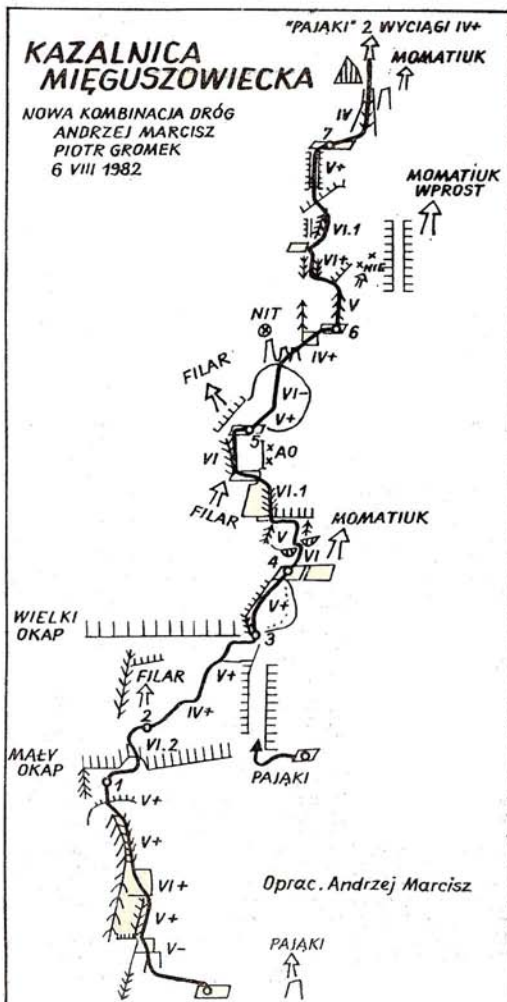 "PAJĄKI" 2 WYCIĄGI IV+
KAZALNICA
MIĘGUSZOWIECKA
MOMATIUK
NOWA KOMBINACJA DRÓG
ANDRZEJ MARCISZ
PIOTR GROMEK
6 VIII 1982
IV
7
V+
MOMATIUK
WPROST
VI.1
VI+
NIE
V
NIT
6
IV+
FILAR
VI-
V+
5
VI
AO
FILAR
VI.1
MOMATIUK
V
VI
4
V+
WIELKI
OKAP
3
V+
FILAR
IV+
2
VI.2
MAŁY
OKAP
PAJĄKI
1
V+
V+
VI+
Oprac. Andrzej Marcisz
V+
V-
PAJĄKI